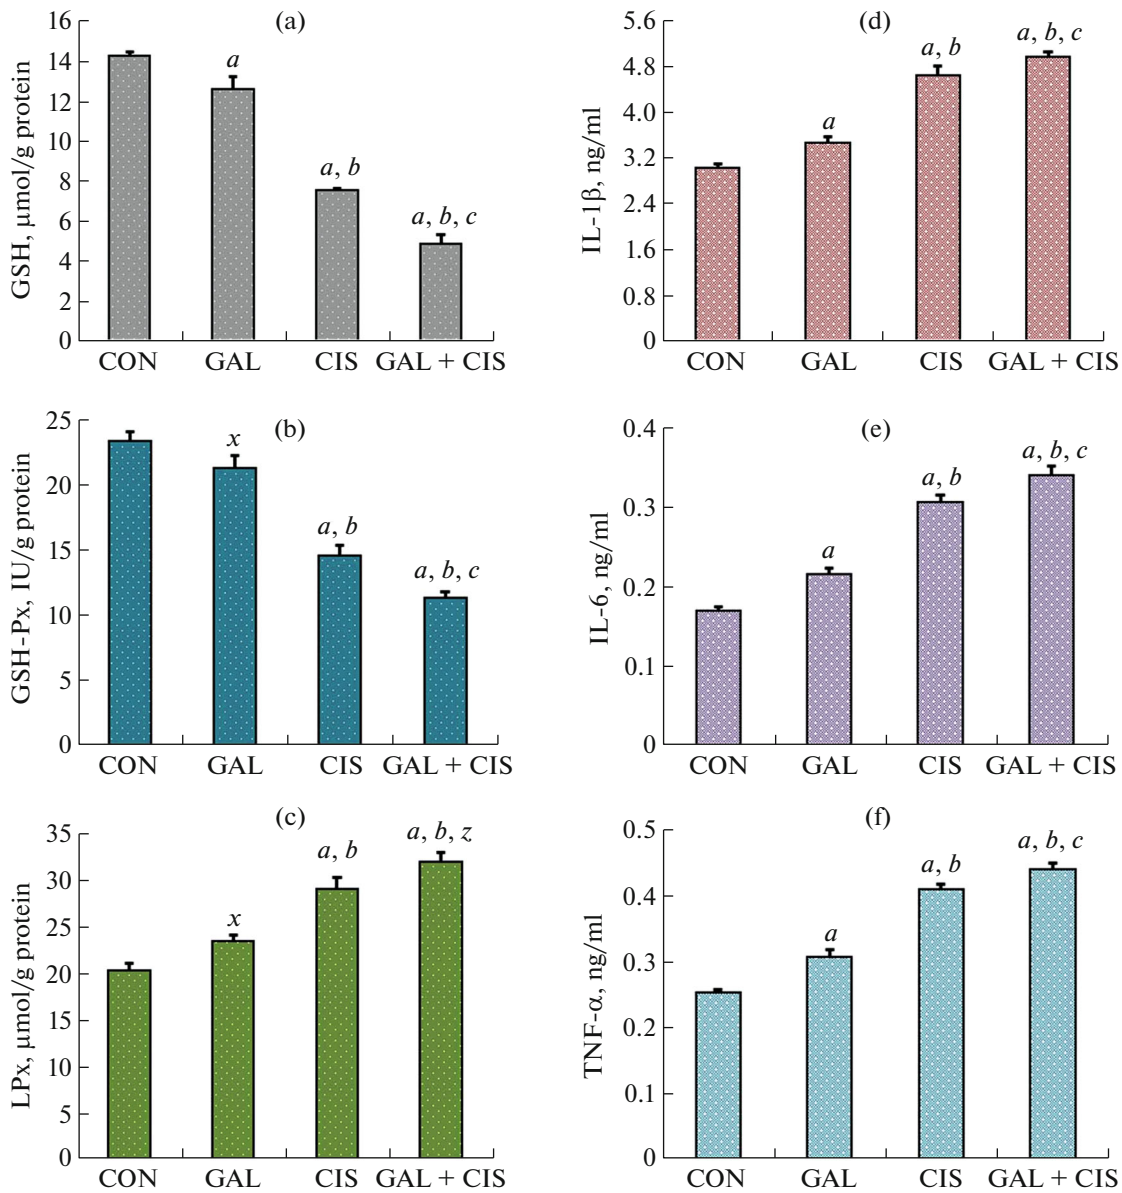 (a)
GSH, μmol/g protein
16
14
12
10
8
6
4
2
0
a
a, b
a, b, c
CON GAL CIS GAL + CIS
(d)
IL-1β, ng/ml
5.6
4.8
4.0
3.2
2.4
1.6
0.8
0
a
a, b
a, b, c
CON GAL CIS GAL + CIS
(b)
GSH-Px, IU/g protein
25
20
15
10
5
0
x
a, b
a, b, c
CON GAL CIS GAL + CIS
(e)
IL-6, ng/ml
0.4
0.3
0.2
0.1
0
a
a, b
a, b, c
CON GAL CIS GAL + CIS
(c)
LPx, μmol/g protein
35
30
25
20
15
10
5
0
x
a, b
a, b, z
CON GAL CIS GAL + CIS
(f)
TNF-α, ng/ml
0.5
0.4
0.3
0.2
0.1
0
a
a, b
a, b, c
CON GAL CIS GAL + CIS